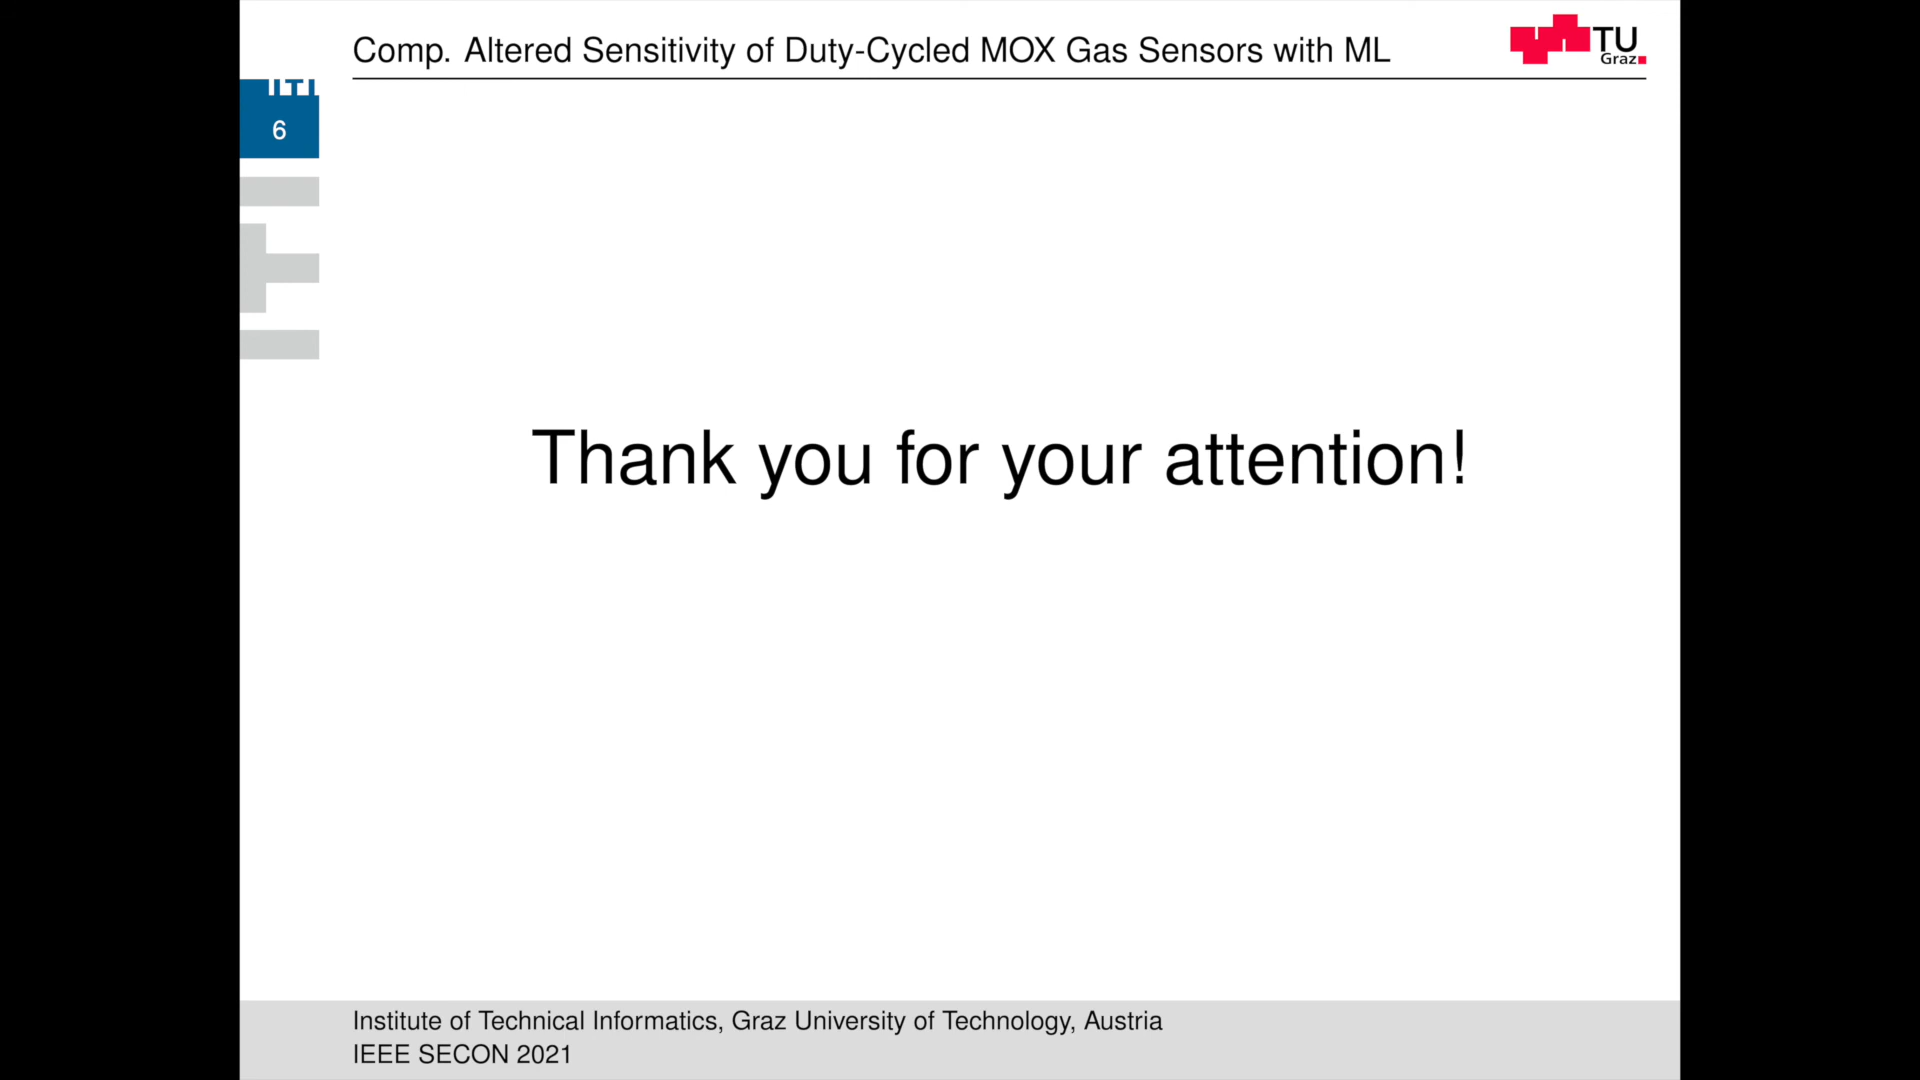 Comp. Altered Sensitivity of Duty-Cycled MOX Gas Sensors with ML
TU
Graz
ITI
6
Thank you for your attention!
Institute of Technical Informatics, Graz University of Technology, Austria
IEEE SECON 2021